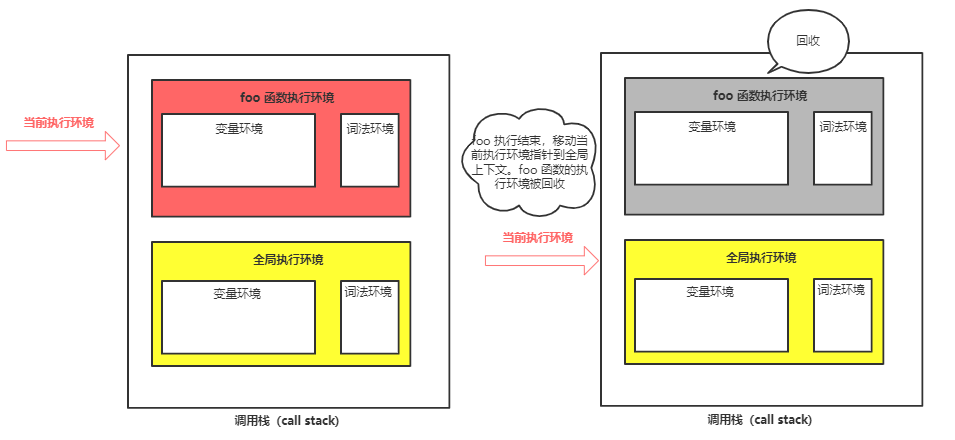 foo 函数执行环境
当前执行环境
变量环境
词法环境
全局执行环境
变量环境
词法环境
调用栈（call stack)
回收
foo 函数执行环境
变量环境
词法环境
foo 执行结束，移动当
前执行环境指针到全局
上下文。foo 函数的执
行环境被回收
当前执行环境
全局执行环境
变量环境
词法环境
调用栈（call stack)